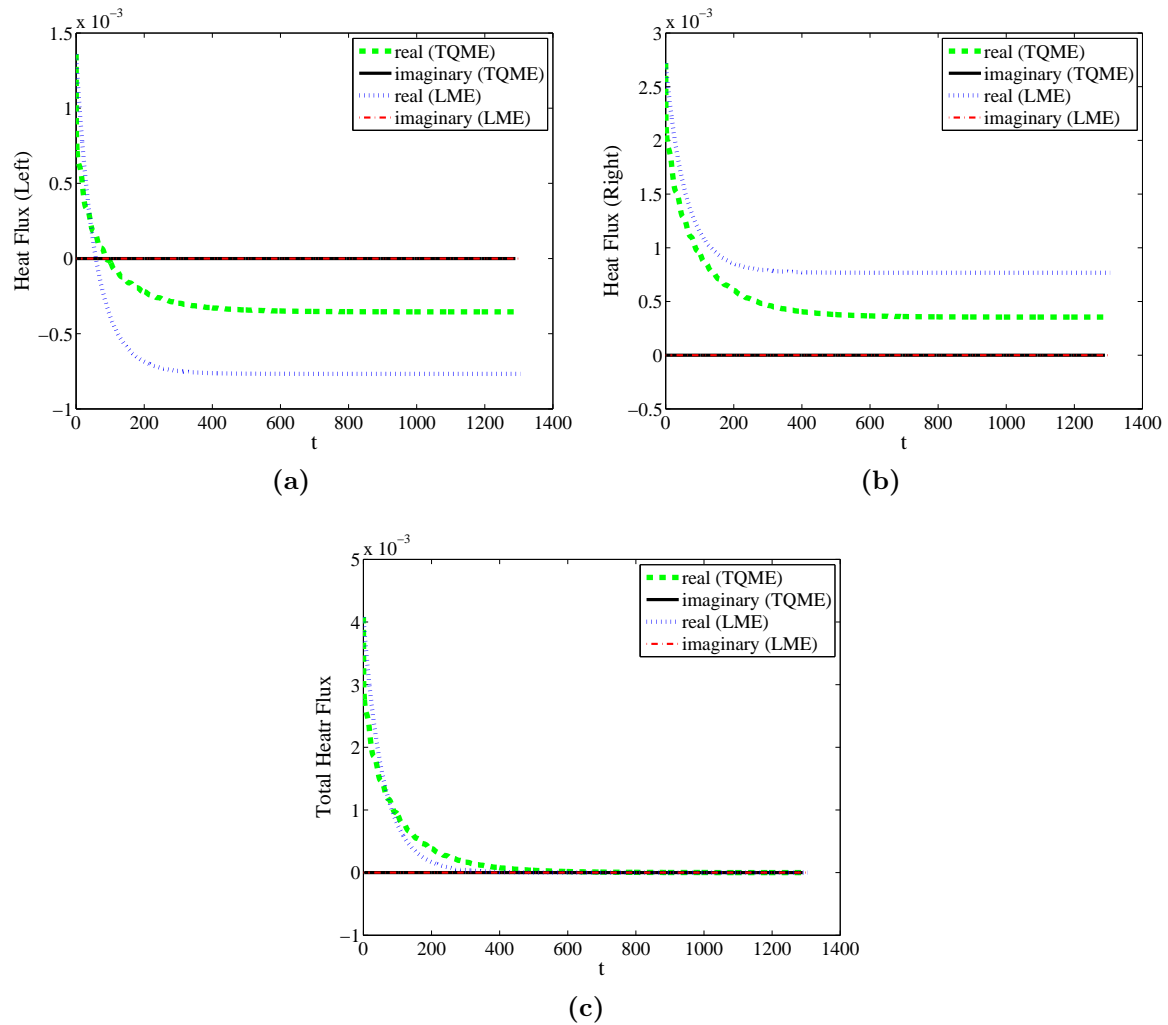 x 10⁻³
1.5
1
0.5
0
−0.5
−1
0 200 400 600 800 1000 1200 1400
t
Heat Flux (Left)
real (TQME)
imaginary (TQME)
real (LME)
imaginary (LME)
(a)
x 10⁻³
3
2.5
2
1.5
1
0.5
0
−0.5
0 200 400 600 800 1000 1200 1400
t
Heat Flux (Right)
real (TQME)
imaginary (TQME)
real (LME)
imaginary (LME)
(b)
x 10⁻³
5
4
3
2
1
0
−1
0 200 400 600 800 1000 1200 1400
t
Total Heatr Flux
real (TQME)
imaginary (TQME)
real (LME)
imaginary (LME)
(c)